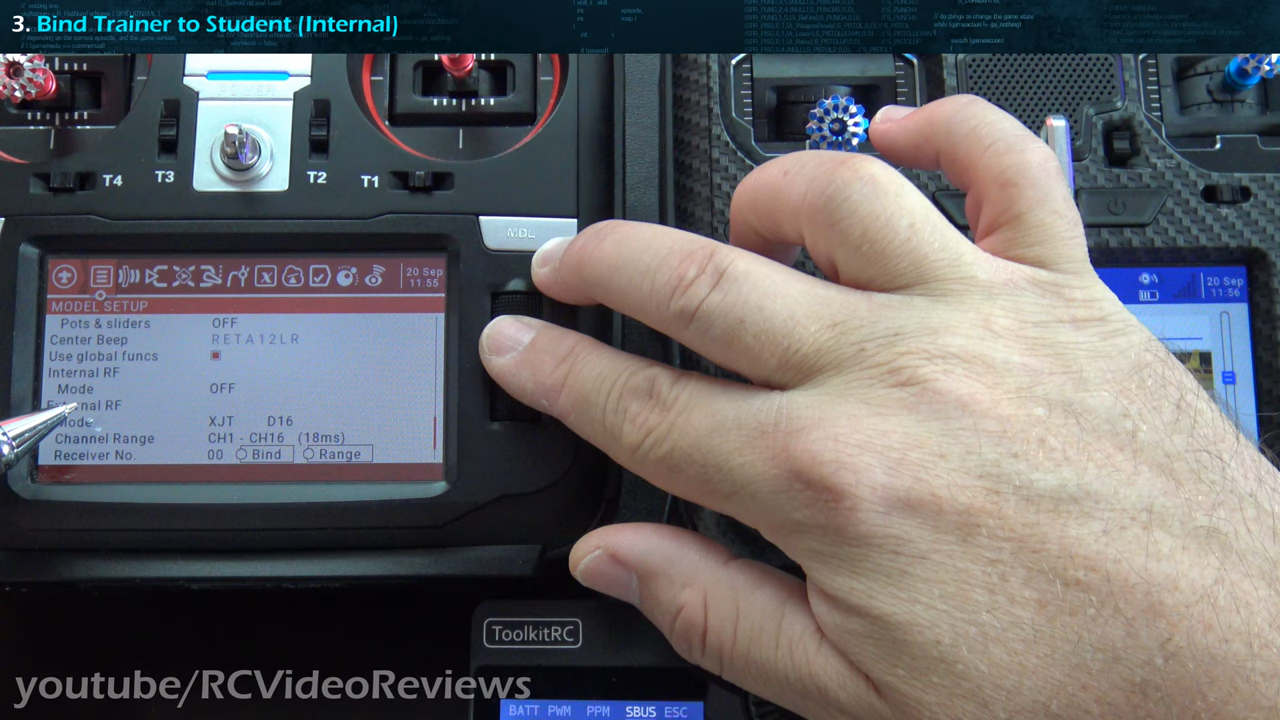 3. Bind Trainer to Student (Internal)
T4
T3
T2
T1
MDL
20 Sep
11:55
MODEL SETUP
Pots & sliders OFF
Center Beep RETA12LR
Use global funcs
Internal RF
Mode OFF
External RF
Mode XJT D16
Channel Range CH1 - CH16 (18ms)
Receiver No. 00 Bind Range
20 Sep
11:56
ToolkitRC
BATT PWM PPM SBUS ESC
youtube/RCVideoReviews